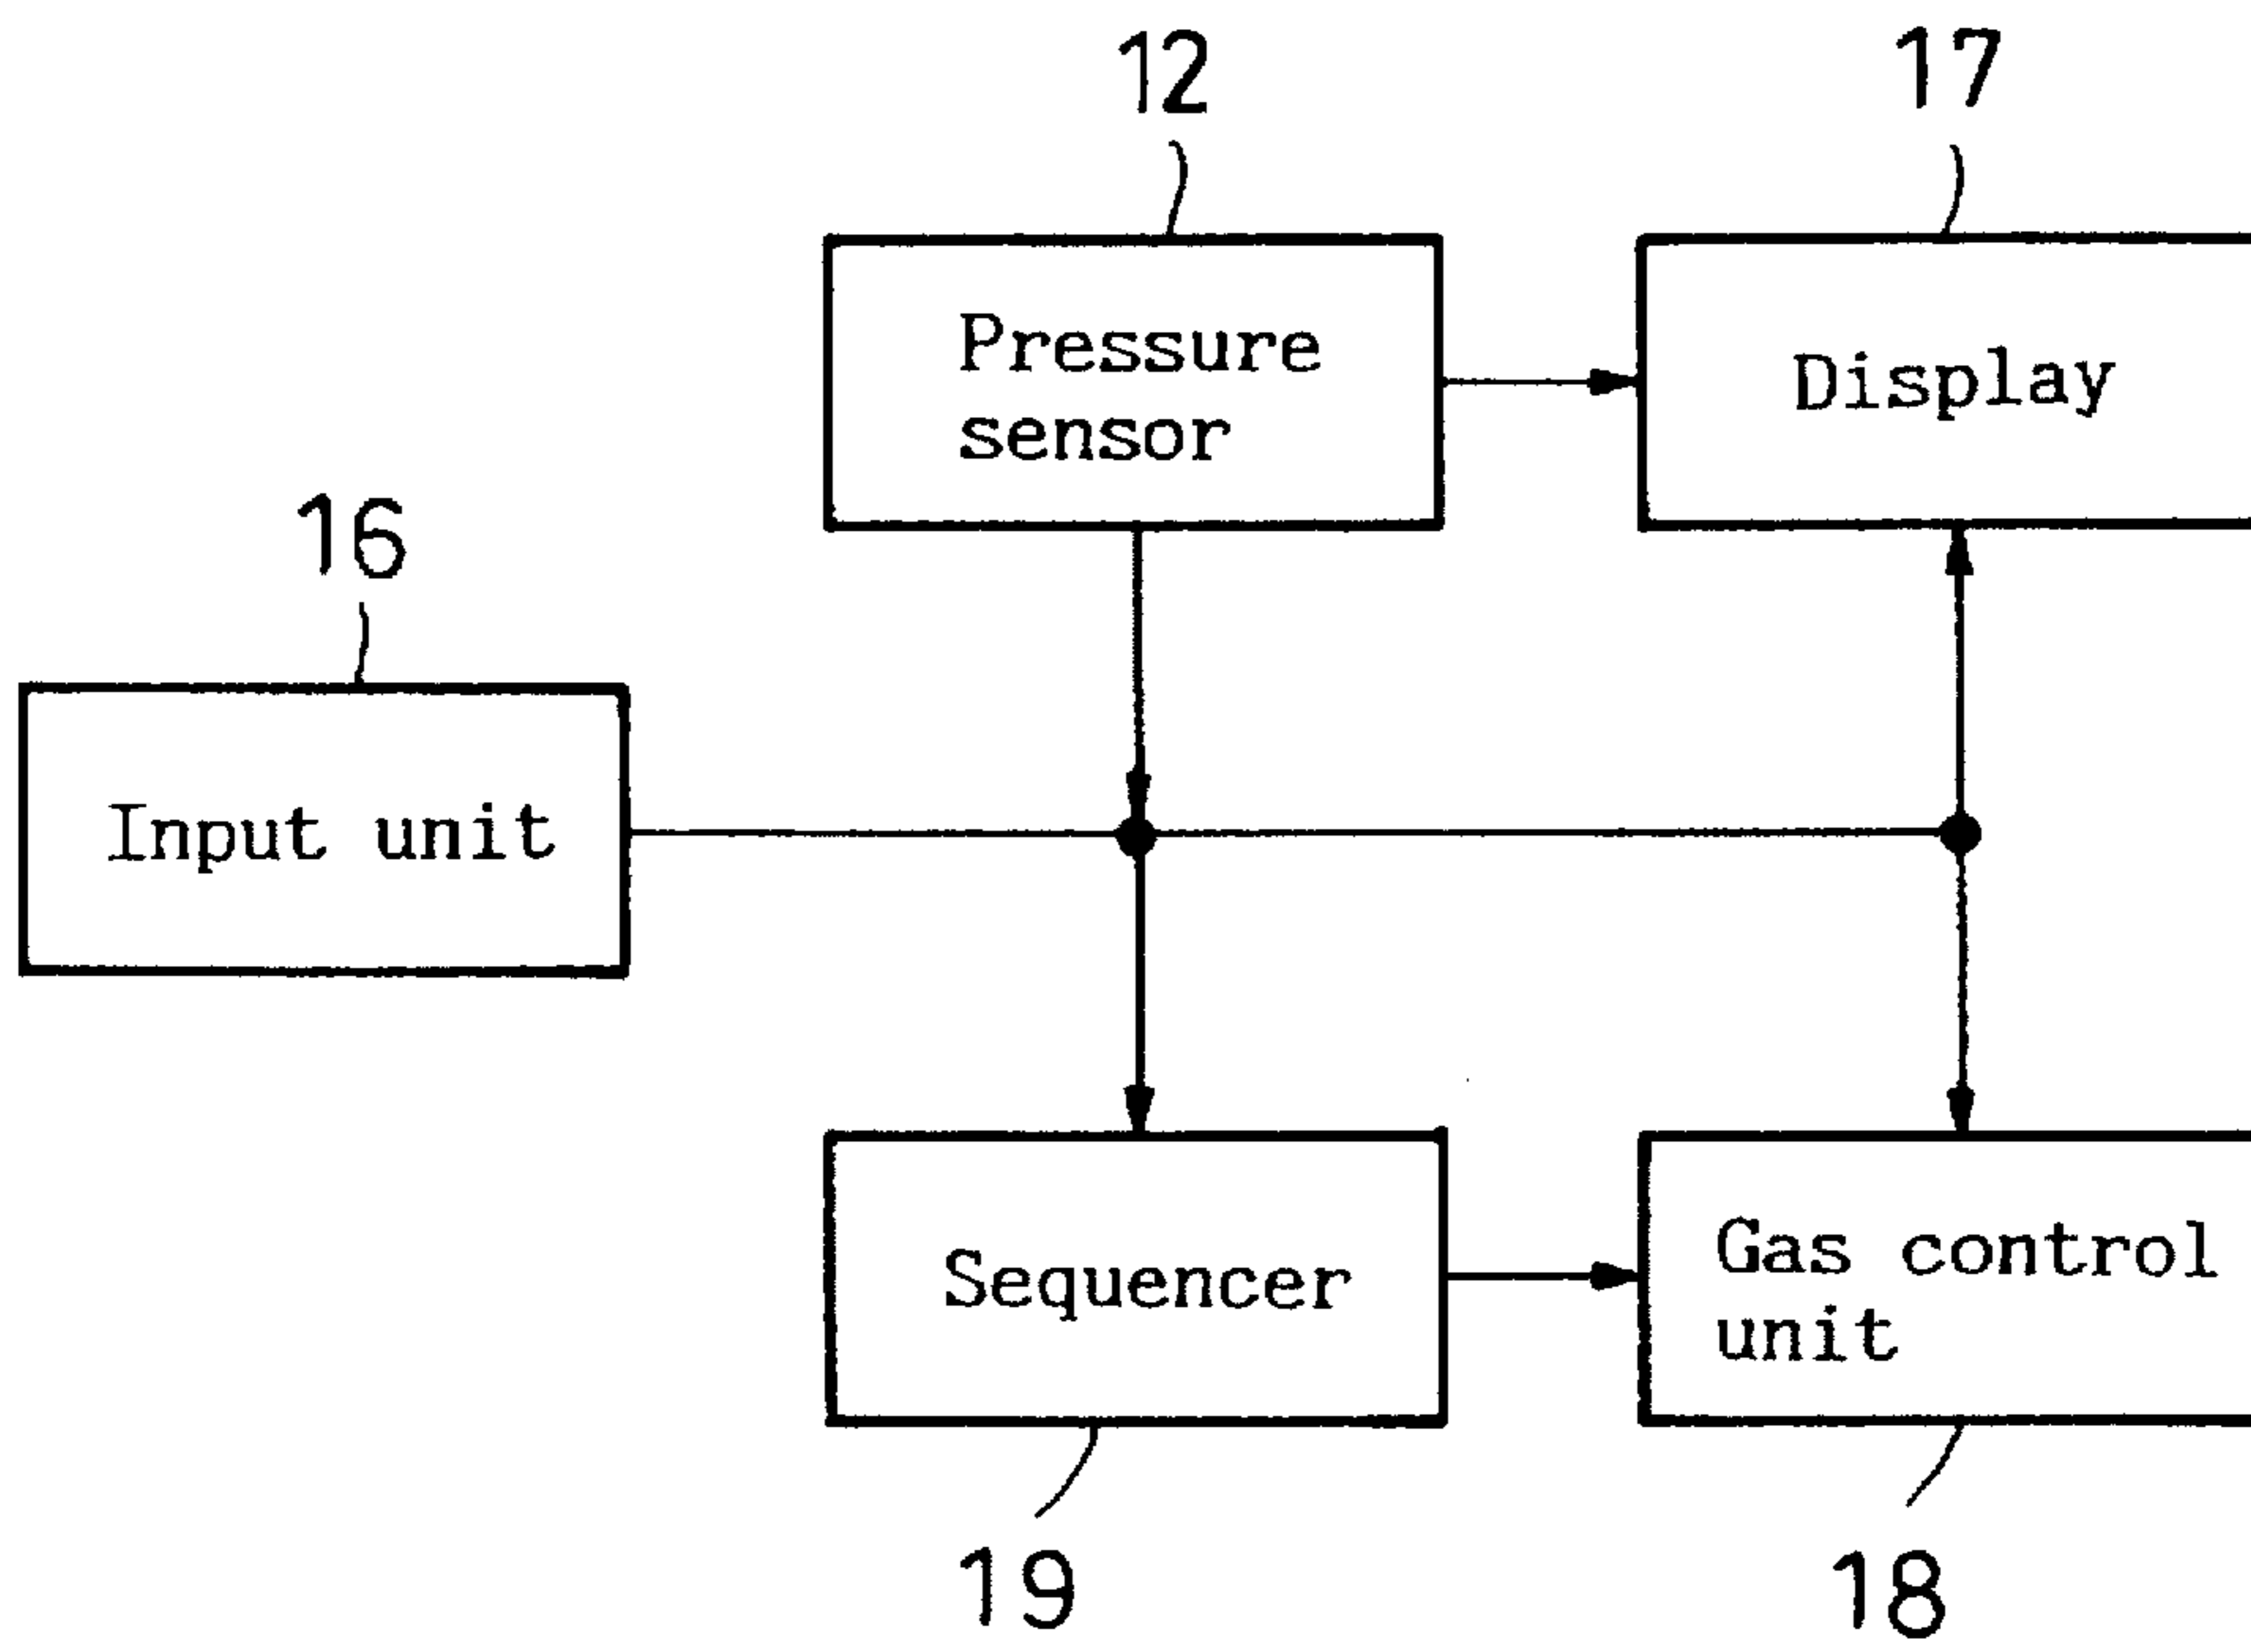 12
17
Pressure
sensor
Display
16
Input unit
Sequencer
Gas control
unit
19
18